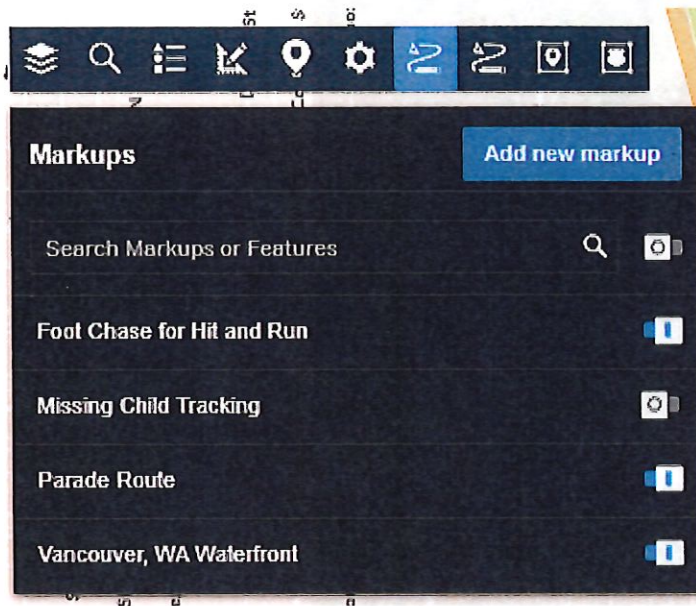 Markups
Add new markup
Search Markups or Features
Foot Chase for Hit and Run
Missing Child Tracking
Parade Route
Vancouver, WA Waterfront